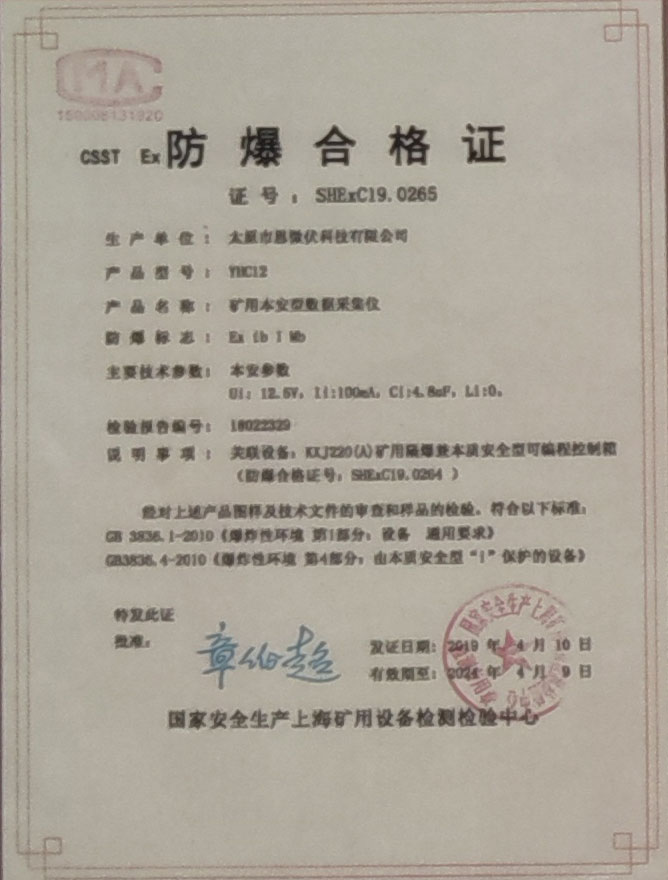 CMA
CSST Ex 防爆合格证
证号：SHExC19.0265
生产单位：太原市恩微伏科技有限公司
产品型号：YHC12
产品名称：矿用本安型数据采集仪
防爆标志：Ex ib I Mb
主要技术参数：本安参数
Ui：12.5V，Ii:100mA，Ci:4.8nF，Li:0。
检验报告编号：18022329
说明事项：关联设备：KXJ220(A)矿用隔爆兼本质安全型可编程控制箱
（防爆合格证号：SHExC19.0264 ）
经对上述产品图样及技术文件的审查和样品的检验，符合以下标准：
GB 3836.1-2010《爆炸性环境 第1部分：设备 通用要求》
GB3836.4-2010《爆炸性环境 第4部分：由本质安全型“i”保护的设备》
特发此证
批准：
发证日期：2019 年 4 月 10 日
有效期至：2024 年 4 月 9 日
国家安全生产上海矿用设备检测检验中心